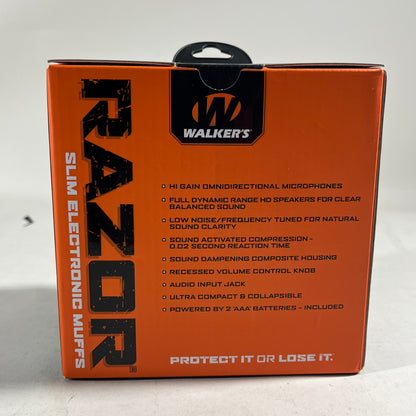 W
WALKER'S
RAZOR
SLIM ELECTRONIC MUFFS
HI GAIN OMNIDIRECTIONAL MICROPHONES
FULL DYNAMIC RANGE HD SPEAKERS FOR CLEAR
BALANCED SOUND
LOW NOISE/FREQUENCY TUNED FOR NATURAL
SOUND CLARITY
SOUND ACTIVATED COMPRESSION -
0.02 SECOND REACTION TIME
SOUND DAMPENING COMPOSITE HOUSING
RECESSED VOLUME CONTROL KNOB
AUDIO INPUT JACK
ULTRA COMPACT & COLLAPSIBLE
POWERED BY 2 'AAA' BATTERIES - INCLUDED
PROTECT IT OR LOSE IT.